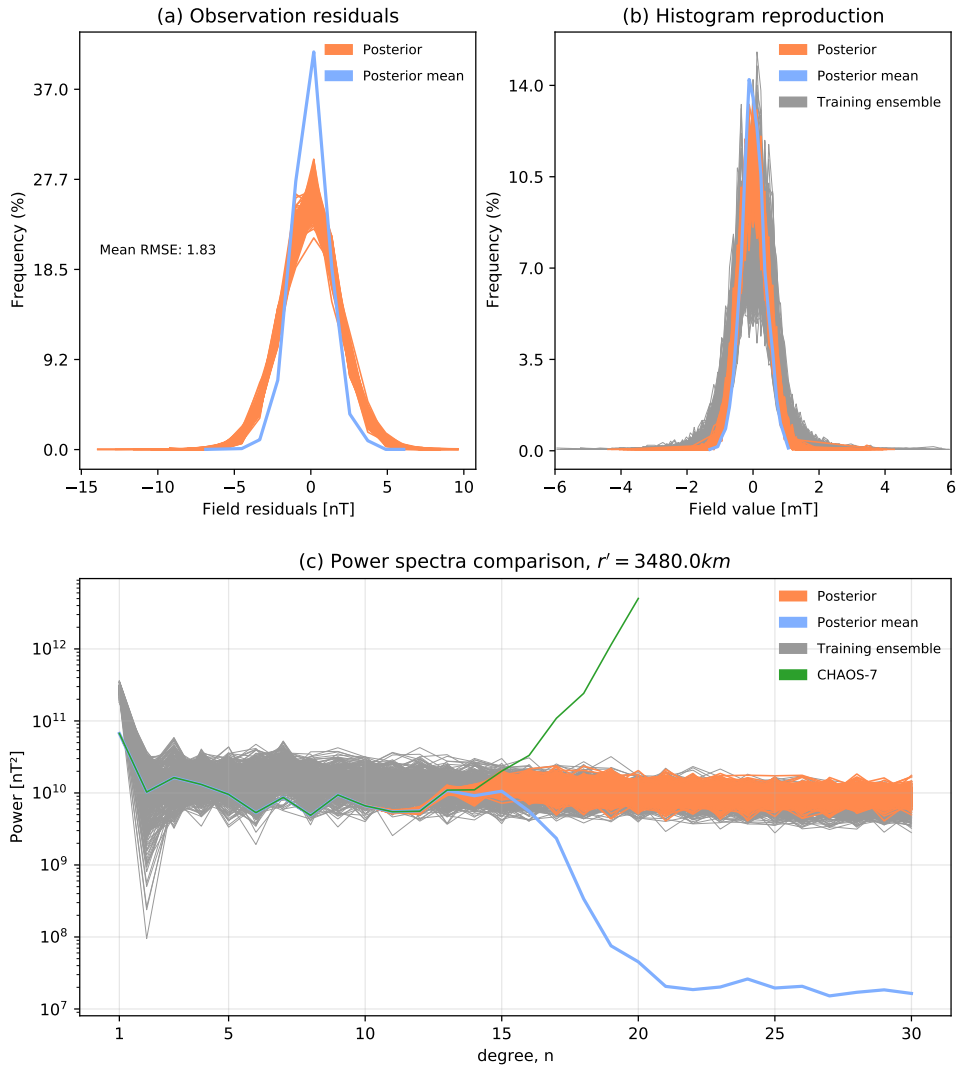 (a) Observation residuals
Posterior
Posterior mean
Mean RMSE: 1.83
Frequency (%)
37.0
27.7
18.5
9.2
0.0
−15
−10
−5
0
5
10
Field residuals [nT]
(b) Histogram reproduction
Posterior
Posterior mean
Training ensemble
Frequency (%)
14.0
10.5
7.0
3.5
0.0
−6
−4
−2
0
2
4
6
Field value [mT]
(c) Power spectra comparison, r′ = 3480.0km
Posterior
Posterior mean
Training ensemble
CHAOS-7
Power [nT²]
10¹²
10¹¹
10¹⁰
10⁹
10⁸
10⁷
1
5
10
15
20
25
30
degree, n